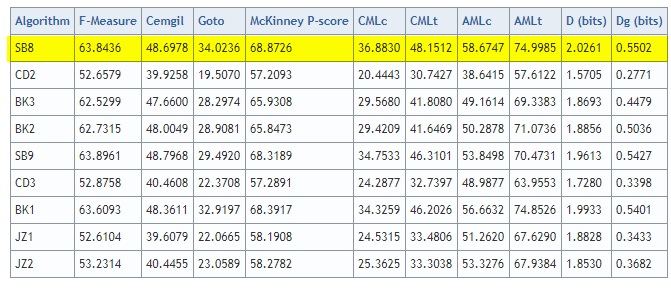 Algorithm F-Measure Cemgil Goto McKinney P-score CMLc CMLt AMLc AMLt D (bits) Dg (bits)
SB8 63.8436 48.6978 34.0236 68.8726 36.8830 48.1512 58.6747 74.9985 2.0261 0.5502
CD2 52.6579 39.9258 19.5070 57.2093 20.4443 30.7427 38.6415 57.6122 1.5705 0.2771
BK3 62.5299 47.6600 28.2974 65.9308 29.5680 41.8080 49.1614 69.3383 1.8693 0.4479
BK2 62.7315 48.0049 28.9081 65.8473 29.4209 41.6469 50.2878 71.0736 1.8856 0.5036
SB9 63.8961 48.7968 29.4920 68.3189 34.7533 46.3101 53.8498 70.4731 1.9613 0.5427
CD3 52.8758 40.4608 22.3708 57.2891 24.2877 32.7397 48.9877 63.9553 1.7280 0.3398
BK1 63.6093 48.3611 32.9197 68.3917 34.3259 46.2026 56.6632 74.8526 1.9933 0.5401
JZ1 52.6104 39.6079 22.0665 58.1908 24.5315 33.4806 51.2620 67.6290 1.8828 0.3433
JZ2 53.2314 40.4455 23.0589 58.2782 25.3625 33.3038 53.3276 67.9384 1.8530 0.3682